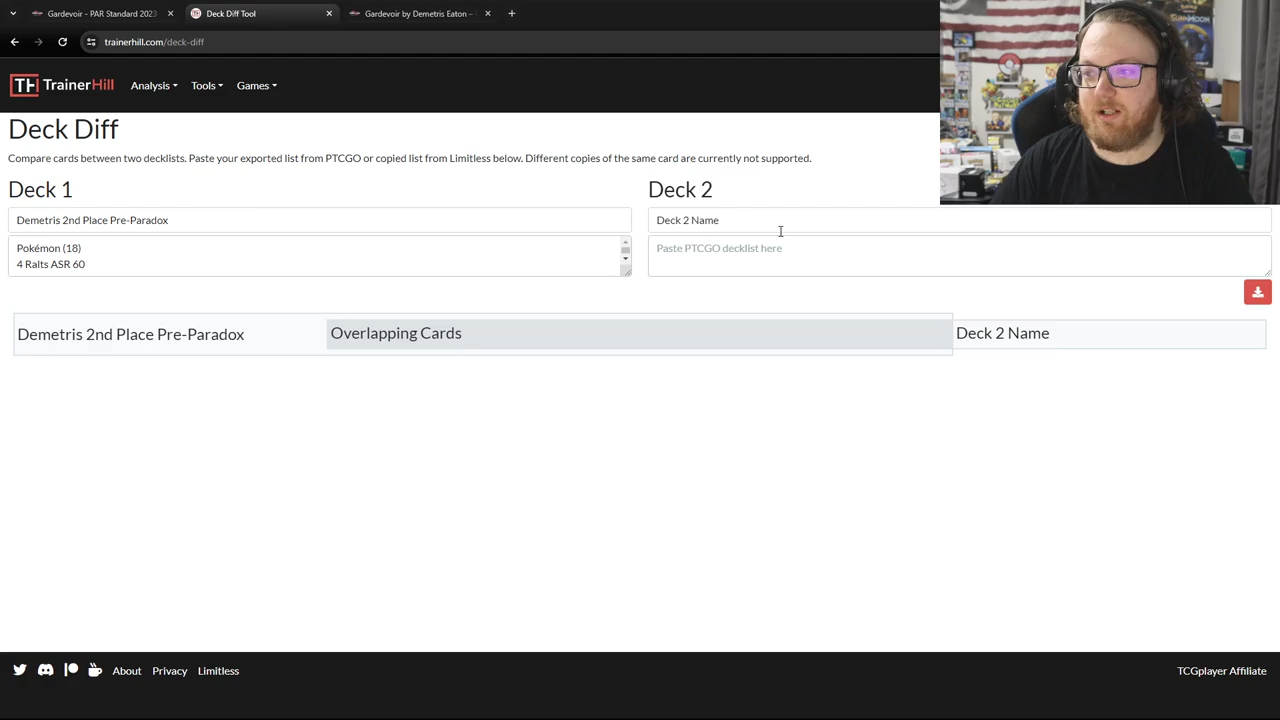 Gardevoir - PAR Standard 2023
Deck Diff Tool
Gardevoir by Demetris Eaton –
trainerhill.com/deck-diff
TH TrainerHill
Analysis
Tools
Games
Deck Diff
Compare cards between two decklists. Paste your exported list from PTCGO or copied list from Limitless below. Different copies of the same card are currently not supported.
Deck 1
Deck 2
Demetris 2nd Place Pre-Paradox
Deck 2 Name
Pokémon (18)
4 Ralts ASR 60
Paste PTCGO decklist here
Demetris 2nd Place Pre-Paradox
Overlapping Cards
Deck 2 Name
About
Privacy
Limitless
TCGplayer Affiliate